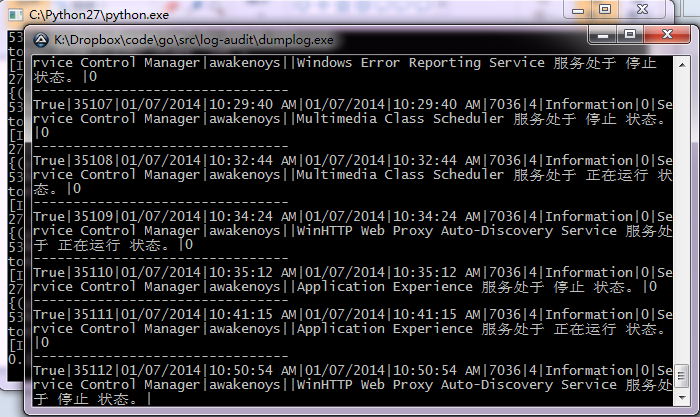 C:\Python27\python.exe
K:\Dropbox\code\go\src\log-audit\dumplog.exe
rvice Control Manager|awakenoys||Windows Error Reporting Service 服务处于 停止
状态。|0
-------------------------------
True|35107|01/07/2014|10:29:40 AM|01/07/2014|10:29:40 AM|7036|4|Information|0|Se
rvice Control Manager|awakenoys||Multimedia Class Scheduler 服务处于 停止 状态。
|0
-------------------------------
True|35108|01/07/2014|10:32:44 AM|01/07/2014|10:32:44 AM|7036|4|Information|0|Se
rvice Control Manager|awakenoys||Multimedia Class Scheduler 服务处于 正在运行 状
态。|0
-------------------------------
True|35109|01/07/2014|10:34:24 AM|01/07/2014|10:34:24 AM|7036|4|Information|0|Se
rvice Control Manager|awakenoys||WinHTTP Web Proxy Auto-Discovery Service 服务处
于 正在运行 状态。|0
-------------------------------
True|35110|01/07/2014|10:35:12 AM|01/07/2014|10:35:12 AM|7036|4|Information|0|Se
rvice Control Manager|awakenoys||Application Experience 服务处于 停止 状态。|0
-------------------------------
True|35111|01/07/2014|10:41:15 AM|01/07/2014|10:41:15 AM|7036|4|Information|0|Se
rvice Control Manager|awakenoys||Application Experience 服务处于 正在运行 状态。
|0
-------------------------------
True|35112|01/07/2014|10:50:54 AM|01/07/2014|10:50:54 AM|7036|4|Information|0|Se
rvice Control Manager|awakenoys||WinHTTP Web Proxy Auto-Discovery Service 服务处
于 停止 状态。|